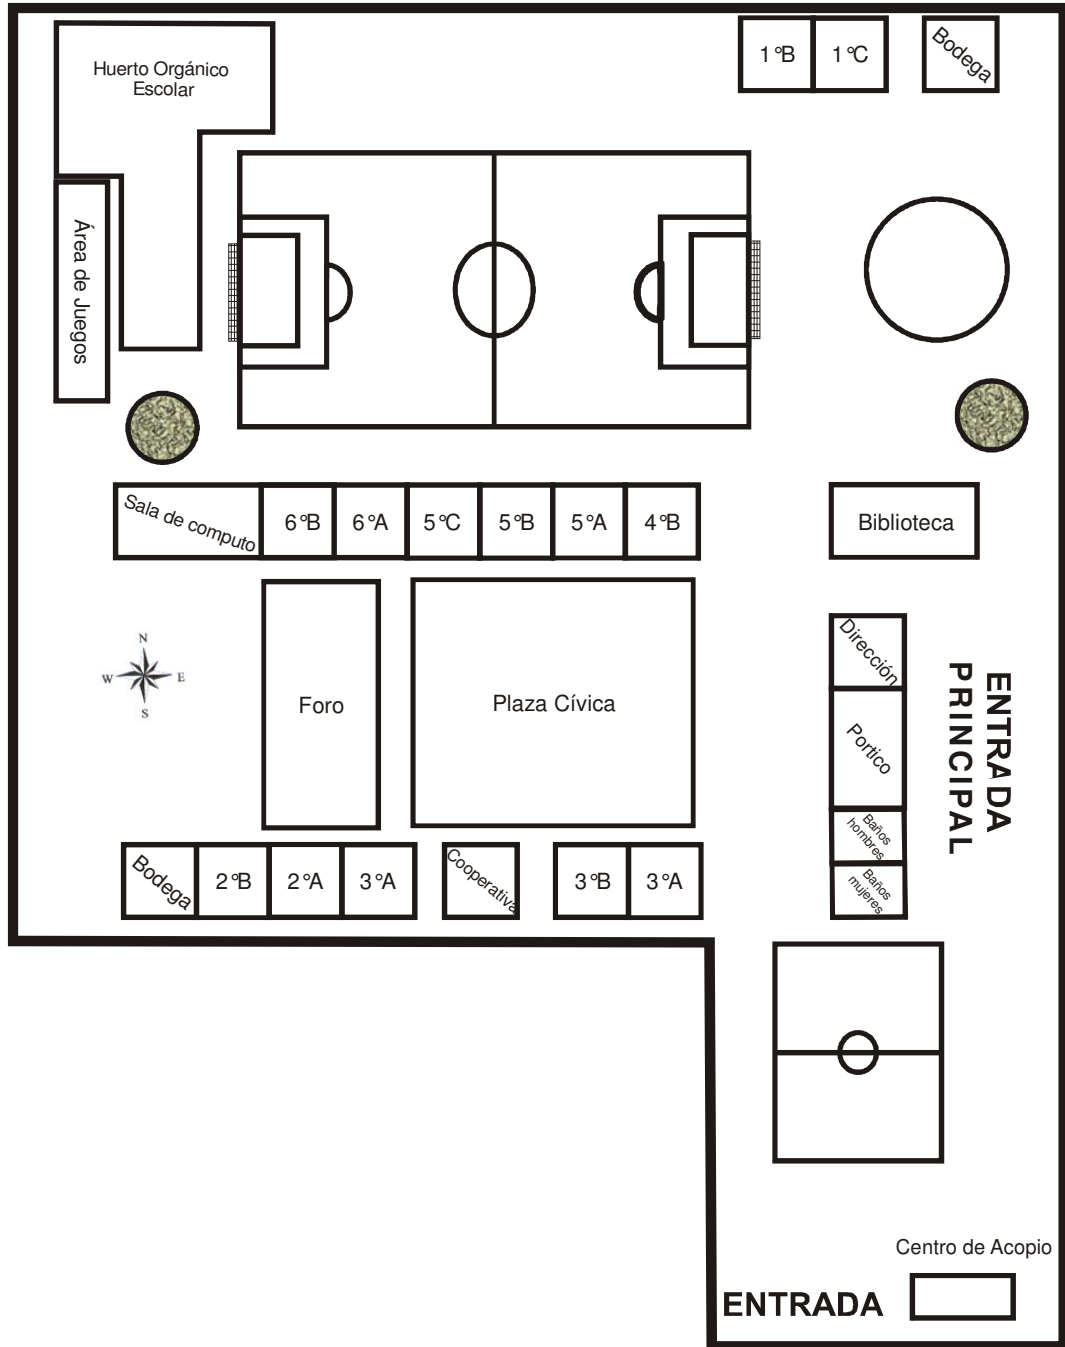 Huerto Orgánico
Escolar
1°B
1°C
Bodega
Área de Juegos
Sala de computo
6°B
6°A
5°C
5°B
5°A
4°B
Biblioteca
N
W
E
S
Foro
Plaza Cívica
Dirección
Portico
Baños
hombres
Baños
mujeres
ENTRADA
PRINCIPAL
Bodega
2°B
2°A
3°A
Cooperativa
3°B
3°A
Centro de Acopio
ENTRADA